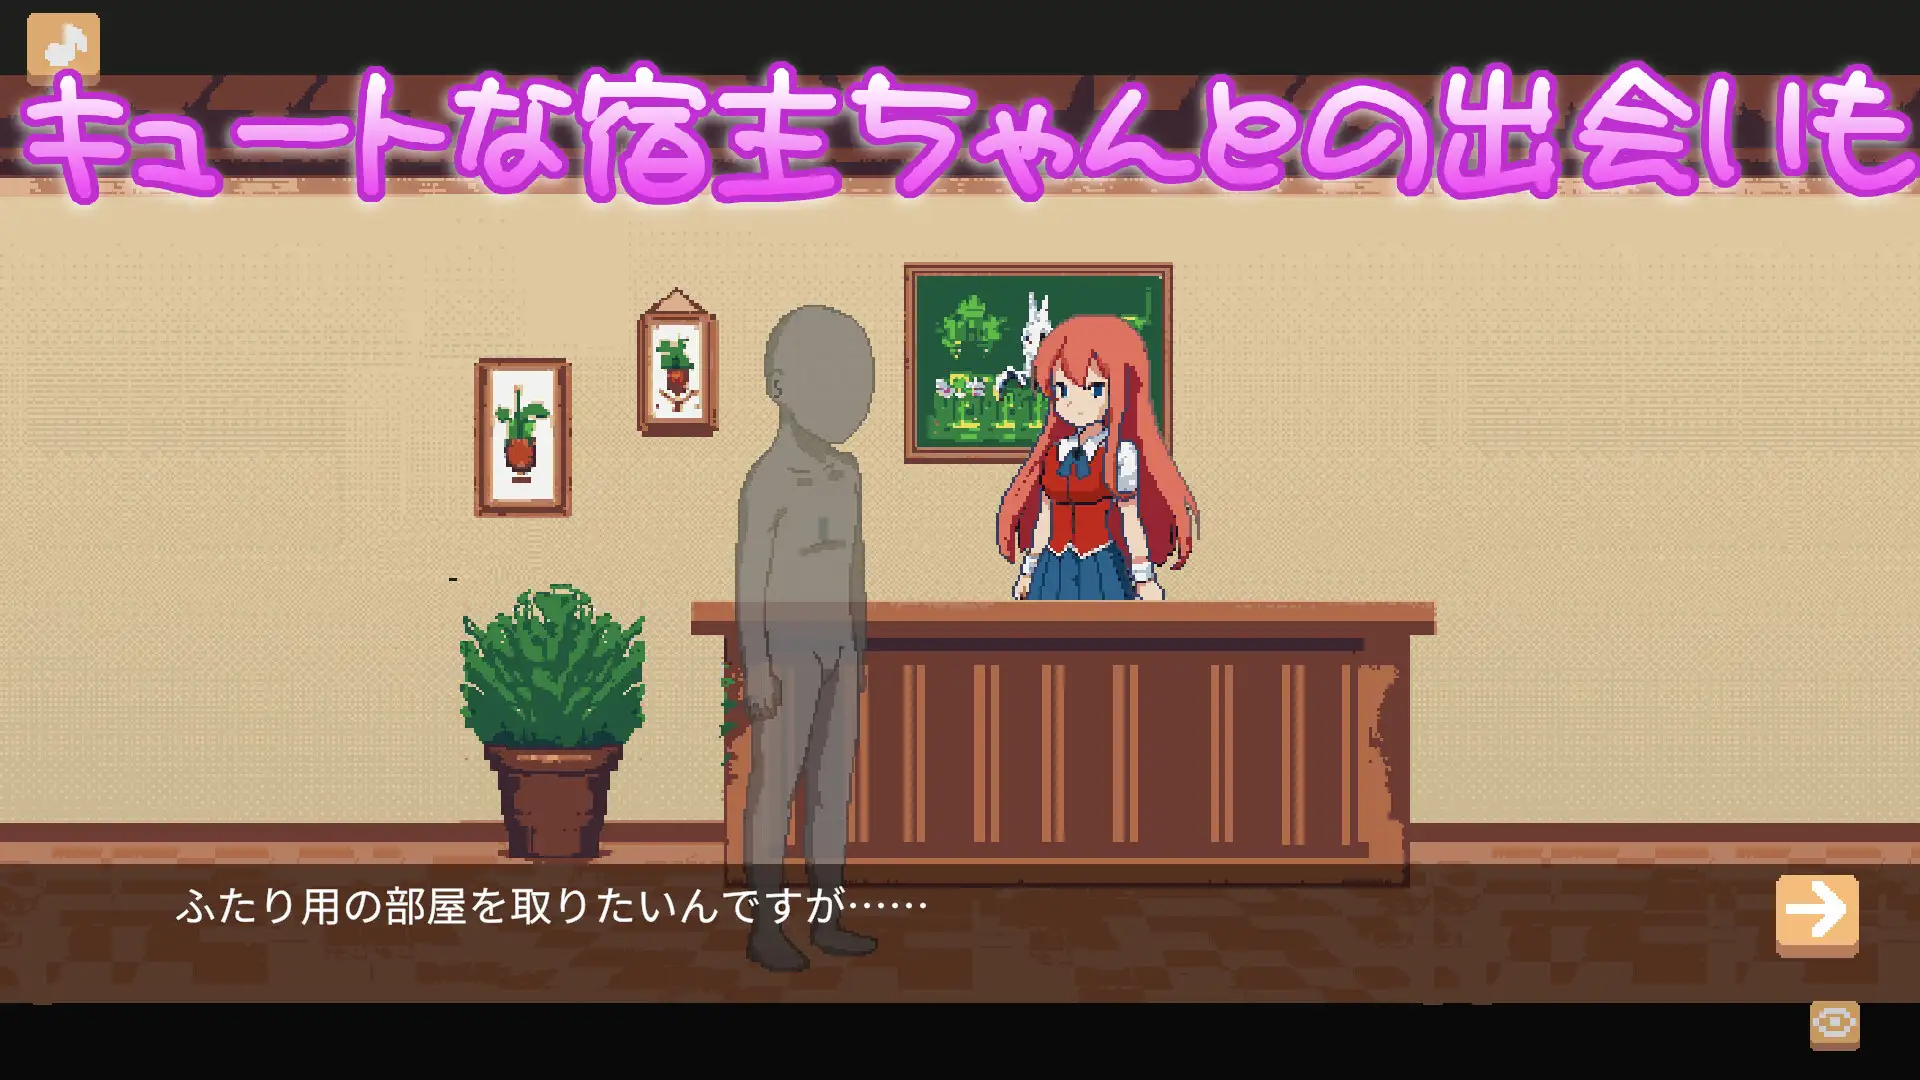 キュートな宿主ちゃんとの出会いも
ふたり用の部屋を取りたいんですが……